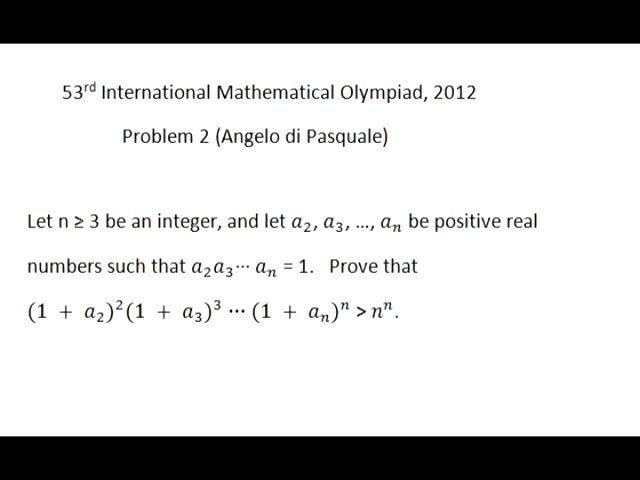 53rd International Mathematical Olympiad, 2012
Problem 2 (Angelo di Pasquale)
Let n ≥ 3 be an integer, and let a₂, a₃, ..., aₙ be positive real
numbers such that a₂a₃⋯ aₙ = 1. Prove that
(1 + a₂)²(1 + a₃)³ ⋯ (1 + aₙ)ⁿ > nⁿ.